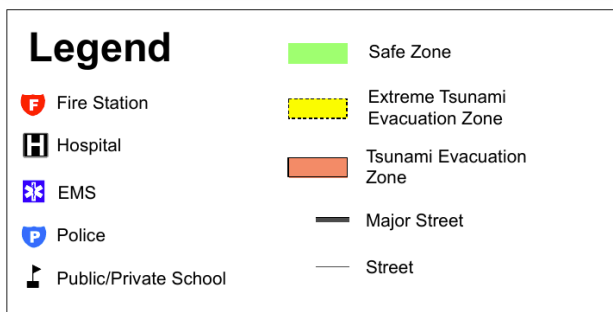 Legend
F Fire Station
H Hospital
EMS
P Police
Public/Private School
Safe Zone
Extreme Tsunami
Evacuation Zone
Tsunami Evacuation
Zone
Major Street
Street